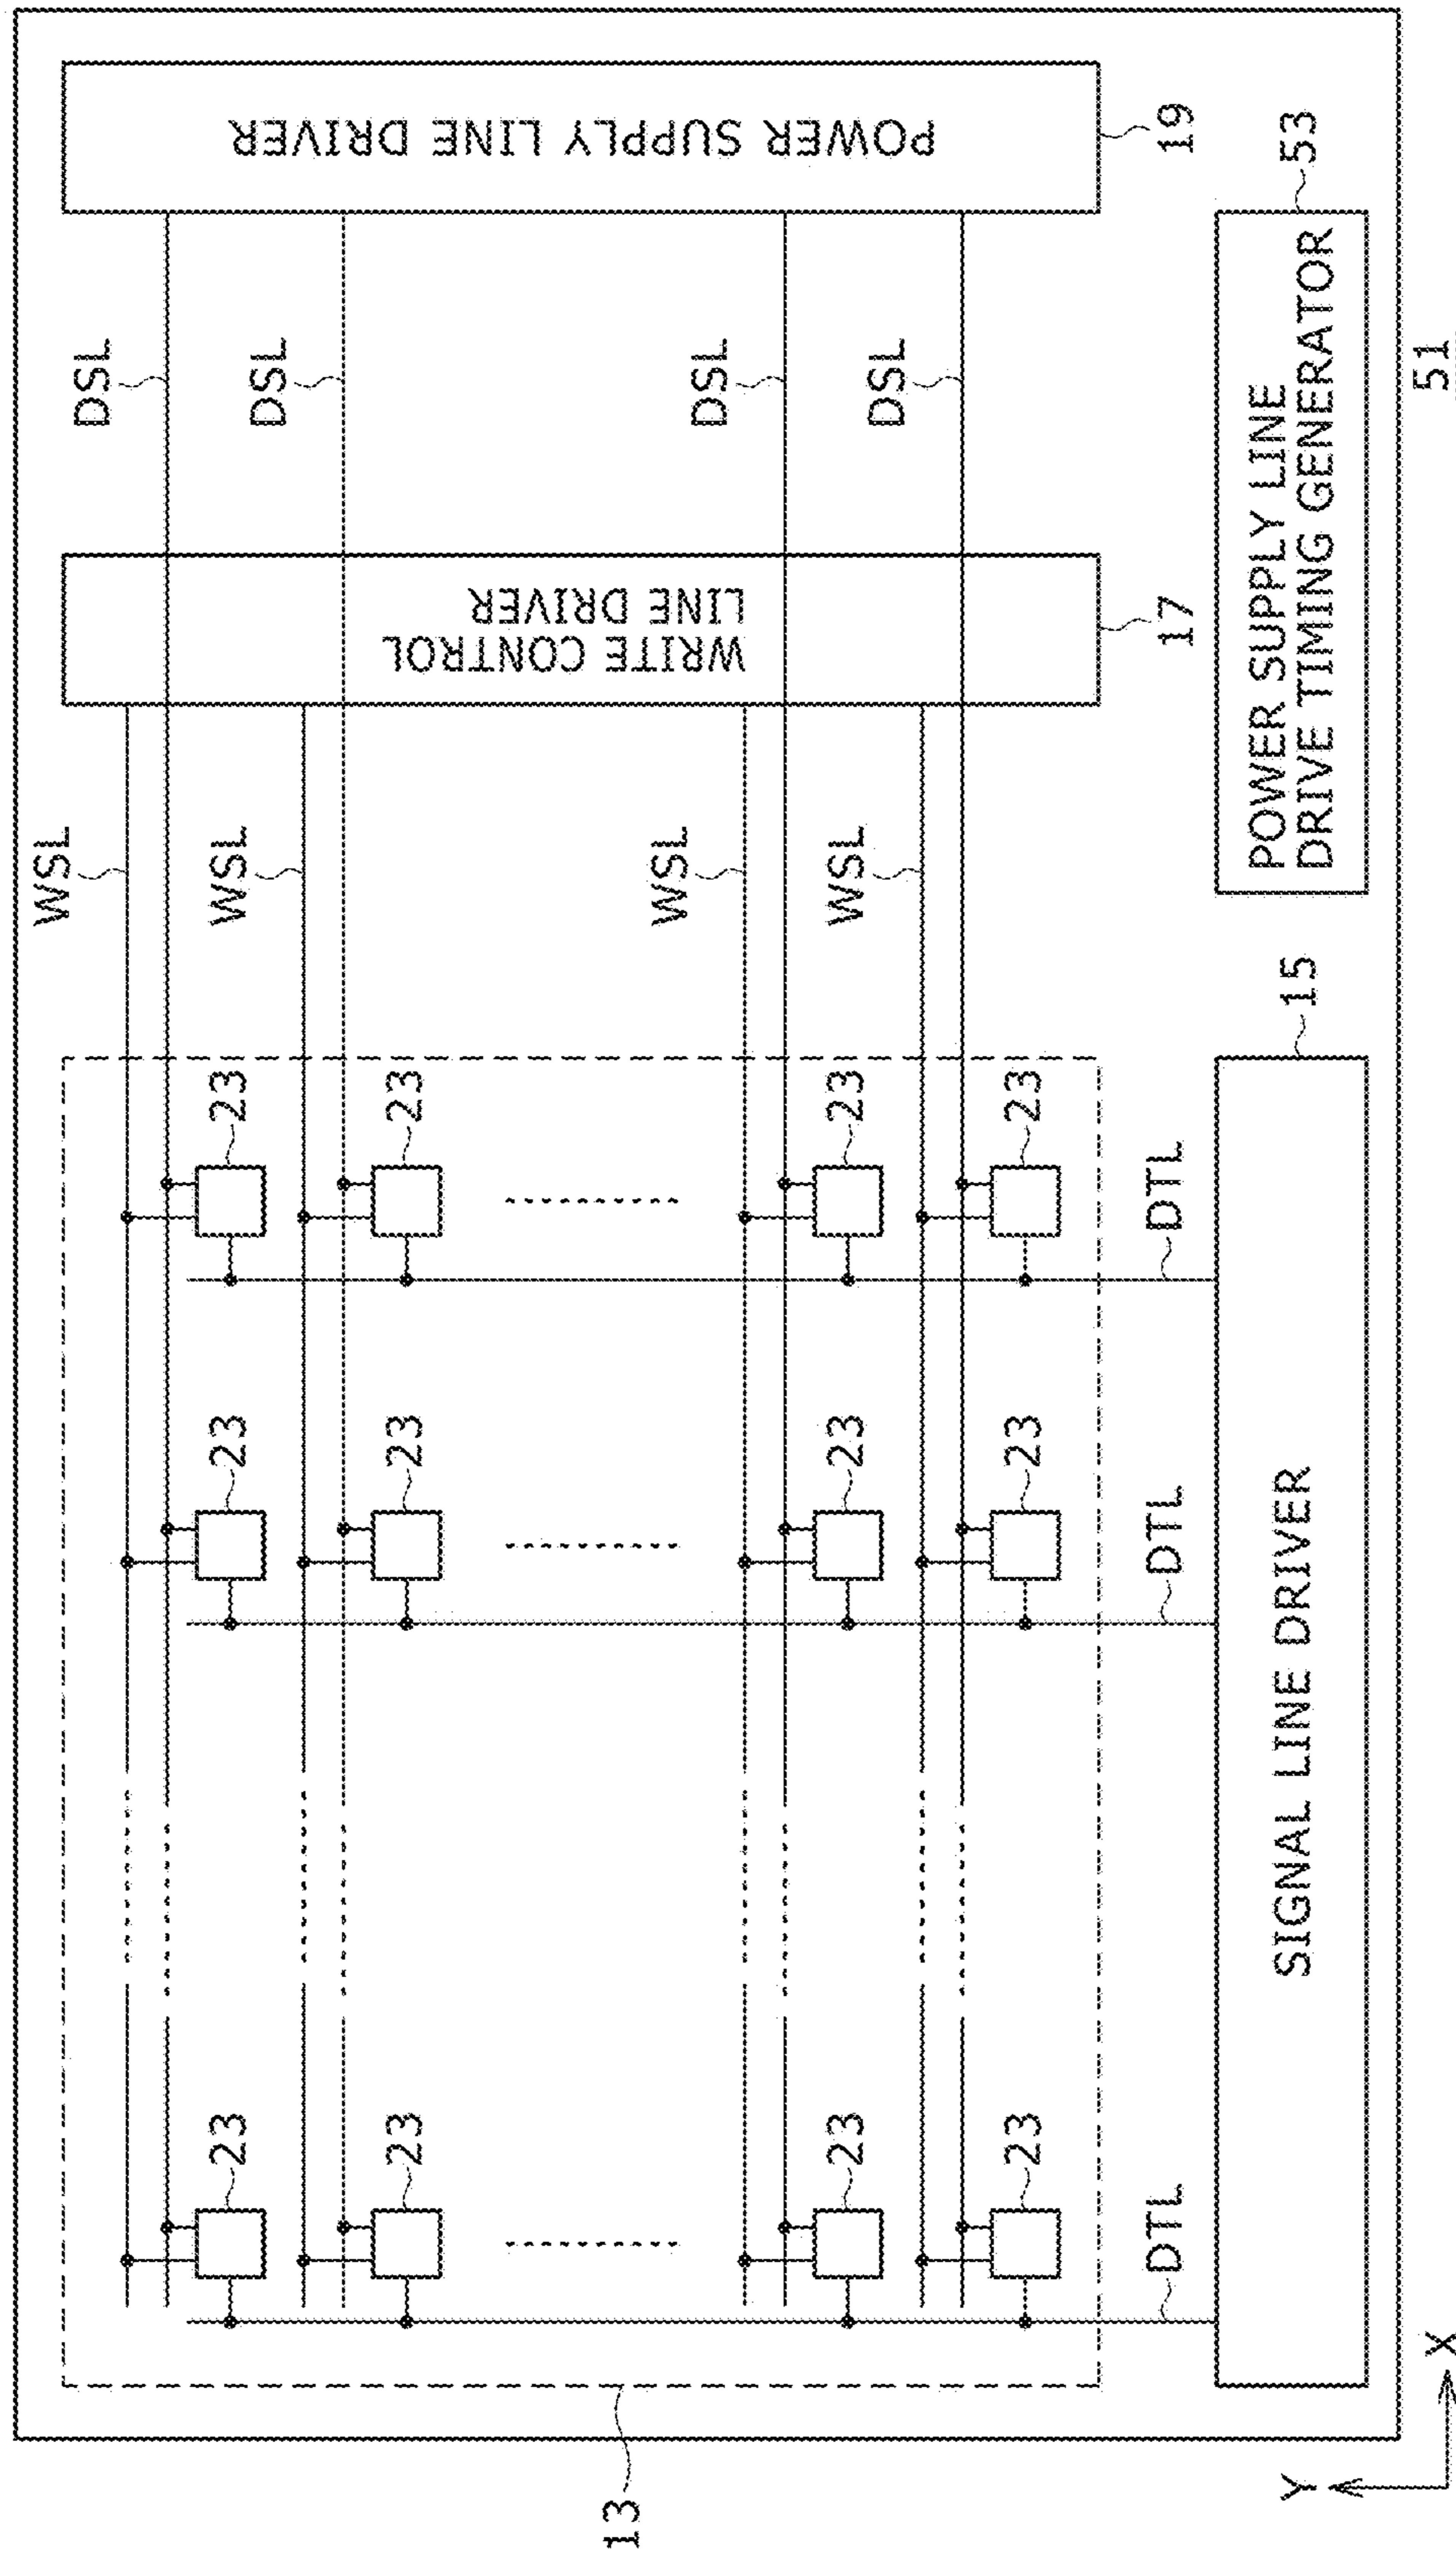 WSL
DSL
23
23
23
WSL
DSL
23
23
23
WRITE CONTROL
LINE DRIVER
POWER SUPPLY LINE DRIVER
13
WSL
DSL
23
23
23
WSL
DSL
23
23
23
DTL
DTL
DTL
17
19
Y
SIGNAL LINE DRIVER
15
POWER SUPPLY LINE
DRIVE TIMING GENERATOR
53
X
51